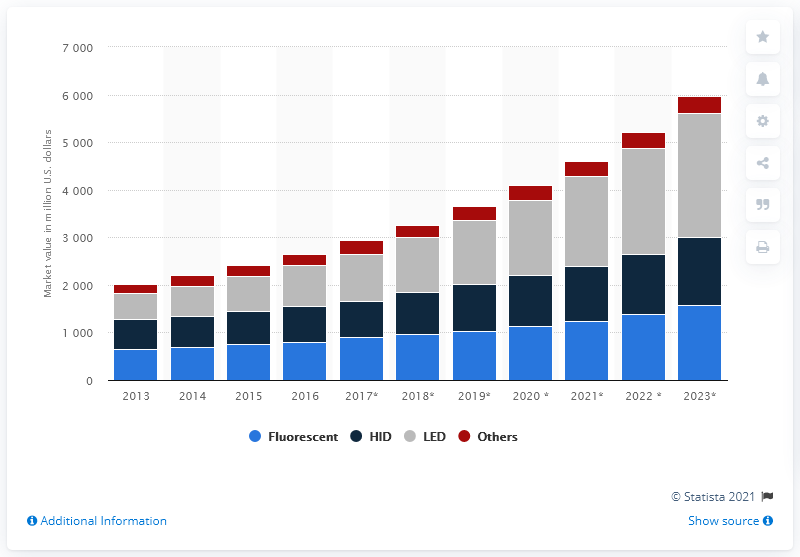 7 000
6 000
5 000
4 000
3 000
2 000
1 000
0
Market value in million U.S. dollars
2013 2014 2015 2016 2017* 2018* 2019* 2020 * 2021* 2022 * 2023*
Fluorescent HID LED Others
© Statista 2021
Additional Information Show source